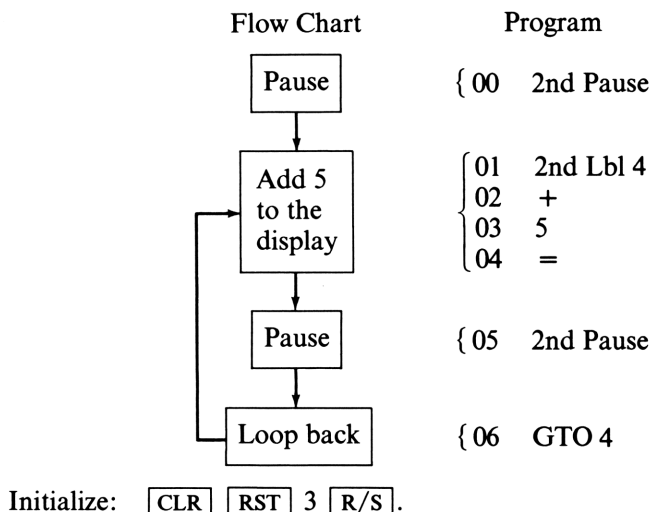 Flow Chart Program
Pause { 00 2nd Pause
Add 5 to the display
{ 01 2nd Lbl 4
02 +
03 5
04 =
Pause { 05 2nd Pause
Loop back { 06 GTO 4
Initialize: CLR RST 3 R/S .